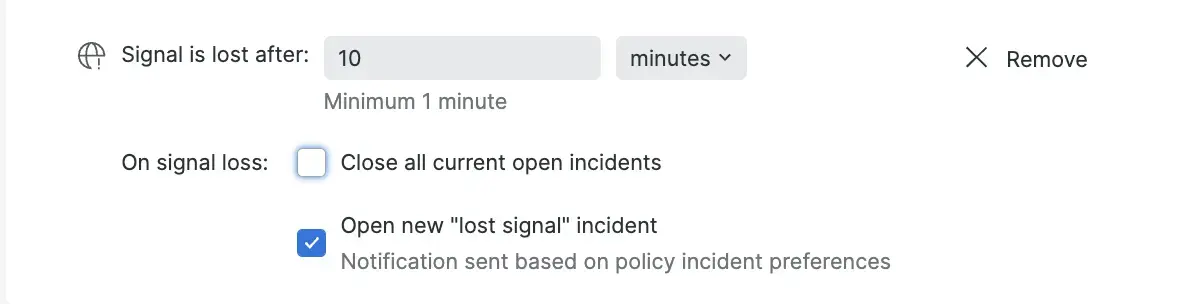 Signal is lost after: 10 minutes Remove
Minimum 1 minute
On signal loss: Close all current open incidents
Open new "lost signal" incident
Notification sent based on policy incident preferences